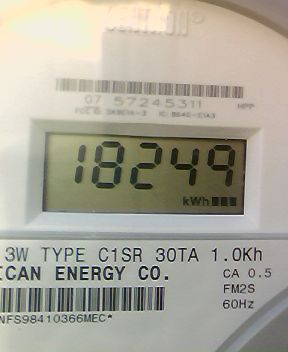 07 57245311 HPP
18249
kWh
3W TYPE C1SR 30TA 1.0Kh
ICAN ENERGY CO. CA 0.5
FM2S
60Hz
NFS98410366MEC*